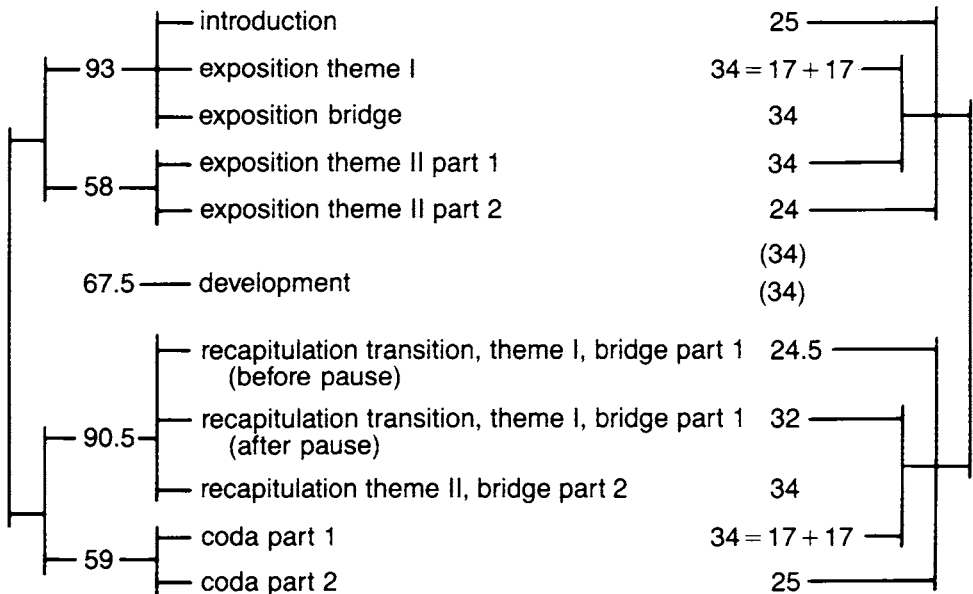 introduction 25
93 exposition theme I 34 = 17 + 17
exposition bridge 34
exposition theme II part 1 34
58
exposition theme II part 2 24
(34)
67.5 development
(34)
recapitulation transition, theme I, bridge part 1 24.5
(before pause)
recapitulation transition, theme I, bridge part 1 32
90.5 (after pause)
recapitulation theme II, bridge part 2 34
coda part 1 34 = 17 + 17
59
coda part 2 25